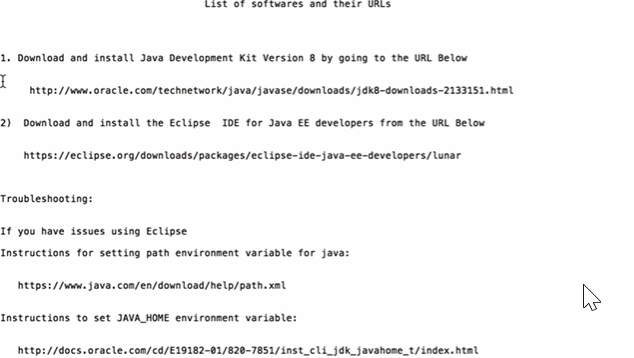 List of softwares and their URLs
1. Download and install Java Development Kit Version 8 by going to the URL Below
http://www.oracle.com/technetwork/java/javase/downloads/jdk8-downloads-2133151.html
2) Download and install the Eclipse IDE for Java EE developers from the URL Below
https://eclipse.org/downloads/packages/eclipse-ide-java-ee-developers/lunar
Troubleshooting:
If you have issues using Eclipse
Instructions for setting path environment variable for java:
https://www.java.com/en/download/help/path.xml
Instructions to set JAVA_HOME environment variable:
http://docs.oracle.com/cd/E19182-01/820-7851/inst_cli_jdk_javahome_t/index.html